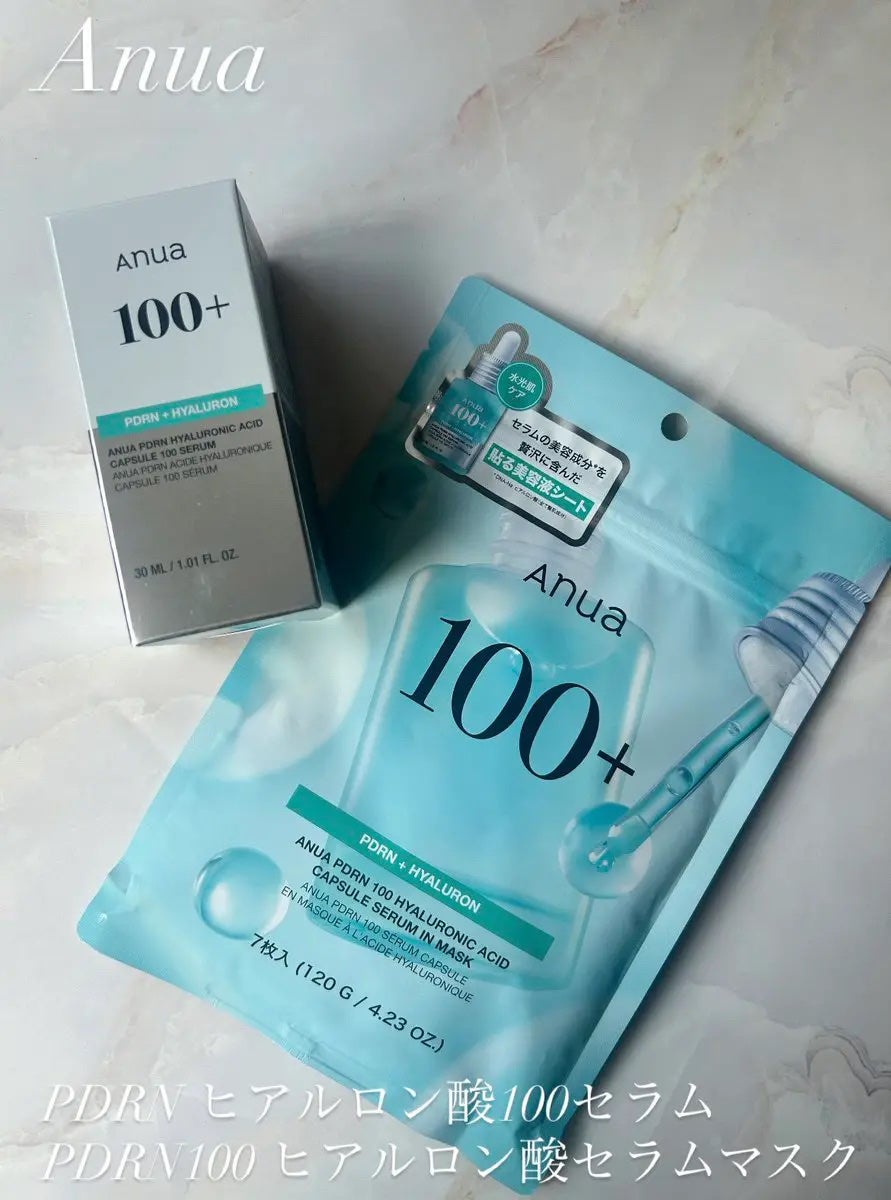 Anua
Anua
100+
PDRN + HYALURON
ANUA PDRN HYALURONIC ACID
CAPSULE 100 SERUM
ANUA PDRN ACIDE HYALURONIQUE
CAPSULE 100 SÉRUM
30 ML / 1.01 FL. OZ.
Anua
100+
水光肌
ケア
セラムの美容成分*を
贅沢に含んだ
貼る美容液シート
Anua
100+
PDRN + HYALURON
ANUA PDRN 100 HYALURONIC ACID
CAPSULE SERUM IN MASK
ANUA PDRN 100 SÉRUM CAPSULE
EN MASQUE À L'ACIDE HYALURONIQUE
7枚入 (120 G / 4.23 OZ.)
PDRN ヒアルロン酸100セラム
PDRN100 ヒアルロン酸セラムマスク